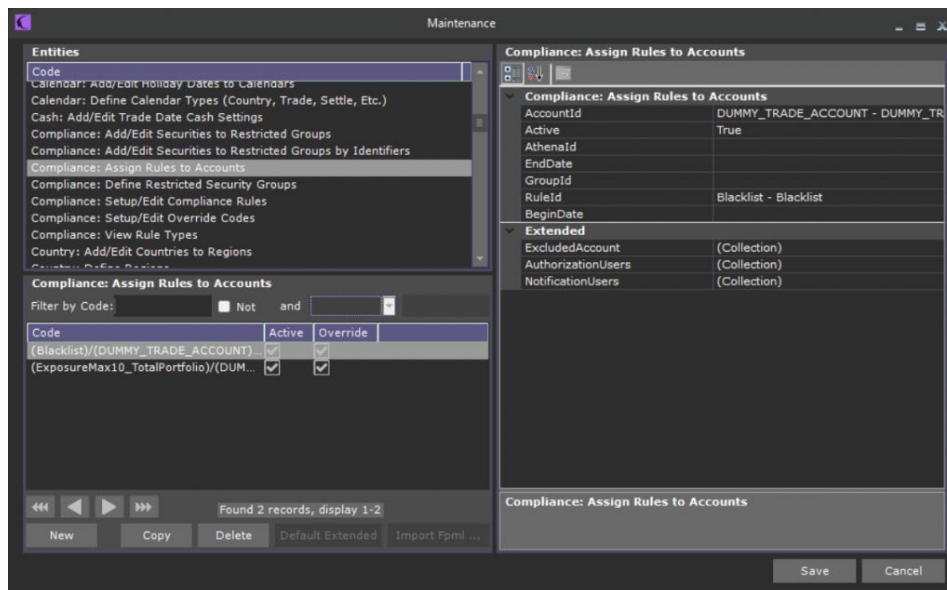 Maintenance
Entities
Code
Calendar: Add/Edit Holiday Dates to Calendars
Calendar: Define Calendar Types (Country, Trade, Settle, Etc.)
Cash: Add/Edit Trade Date Cash Settings
Compliance: Add/Edit Securities to Restricted Groups
Compliance: Add/Edit Securities to Restricted Groups by Identifiers
Compliance: Assign Rules to Accounts
Compliance: Define Restricted Security Groups
Compliance: Setup/Edit Compliance Rules
Compliance: Setup/Edit Override Codes
Compliance: View Rule Types
Country: Add/Edit Countries to Regions
Country: Define Regions
Compliance: Assign Rules to Accounts
Filter by Code: Not and
Code Active Override
(Blacklist)/(DUMMY_TRADE_ACCOUNT)...
(ExposureMax10_TotalPortfolio)/(DUM...
Found 2 records, display 1-2
New Copy Delete Default Extended Import Fpml ...
Compliance: Assign Rules to Accounts
Compliance: Assign Rules to Accounts
AccountId DUMMY_TRADE_ACCOUNT - DUMMY_TR
Active True
AthenaId
EndDate
GroupId
RuleId Blacklist - Blacklist
BeginDate
Extended
ExcludedAccount (Collection)
AuthorizationUsers (Collection)
NotificationUsers (Collection)
Compliance: Assign Rules to Accounts
Save Cancel